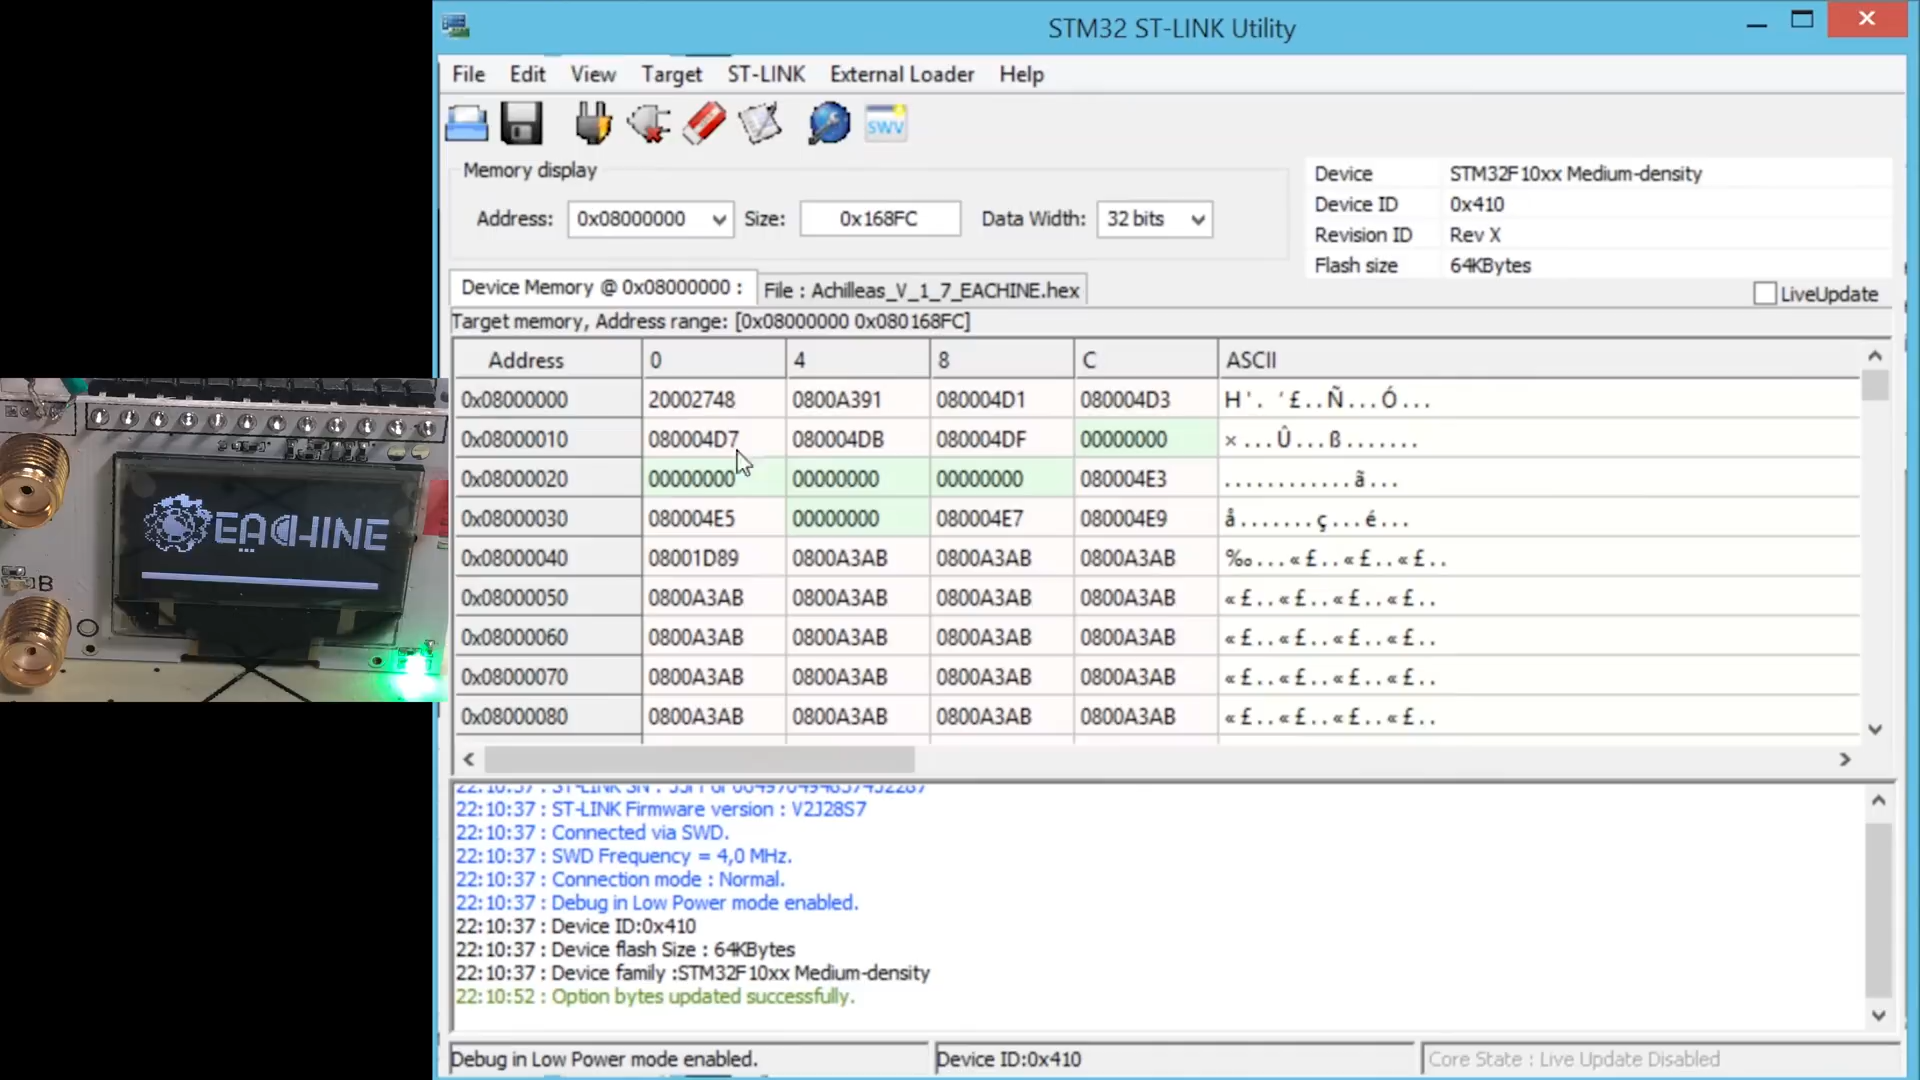 STM32 ST-LINK Utility
File Edit View Target ST-LINK External Loader Help
SWV
Memory display
Address: 0x08000000 Size: 0x168FC Data Width: 32 bits
Device STM32F10xx Medium-density
Device ID 0x410
Revision ID Rev X
Flash size 64KBytes
LiveUpdate
Device Memory @ 0x08000000 : File : Achilleas_V_1_7_EACHINE.hex
Target memory, Address range: [0x08000000 0x080168FC]
Address 0 4 8 C ASCII
0x08000000 20002748 0800A391 080004D1 080004D3 H'. ´£..Ñ...Ó...
0x08000010 080004D7 080004DB 080004DF 00000000 ×...Û...ß.......
0x08000020 00000000 00000000 00000000 080004E3 ............ã...
0x08000030 080004E5 00000000 080004E7 080004E9 å.......ç...é...
0x08000040 08001D89 0800A3AB 0800A3AB 0800A3AB ‰...«£..«£..«£..
0x08000050 0800A3AB 0800A3AB 0800A3AB 0800A3AB «£..«£..«£..«£..
0x08000060 0800A3AB 0800A3AB 0800A3AB 0800A3AB «£..«£..«£..«£..
0x08000070 0800A3AB 0800A3AB 0800A3AB 0800A3AB «£..«£..«£..«£..
0x08000080 0800A3AB 0800A3AB 0800A3AB 0800A3AB «£..«£..«£..«£..
EACHINE
B
22:10:37 : ST-LINK SN :
22:10:37 : ST-LINK Firmware version : V2J28S7
22:10:37 : Connected via SWD.
22:10:37 : SWD Frequency = 4,0 MHz.
22:10:37 : Connection mode : Normal.
22:10:37 : Debug in Low Power mode enabled.
22:10:37 : Device ID:0x410
22:10:37 : Device flash Size : 64KBytes
22:10:37 : Device family :STM32F10xx Medium-density
22:10:52 : Option bytes updated successfully.
Debug in Low Power mode enabled. Device ID:0x410 Core State : Live Update Disabled